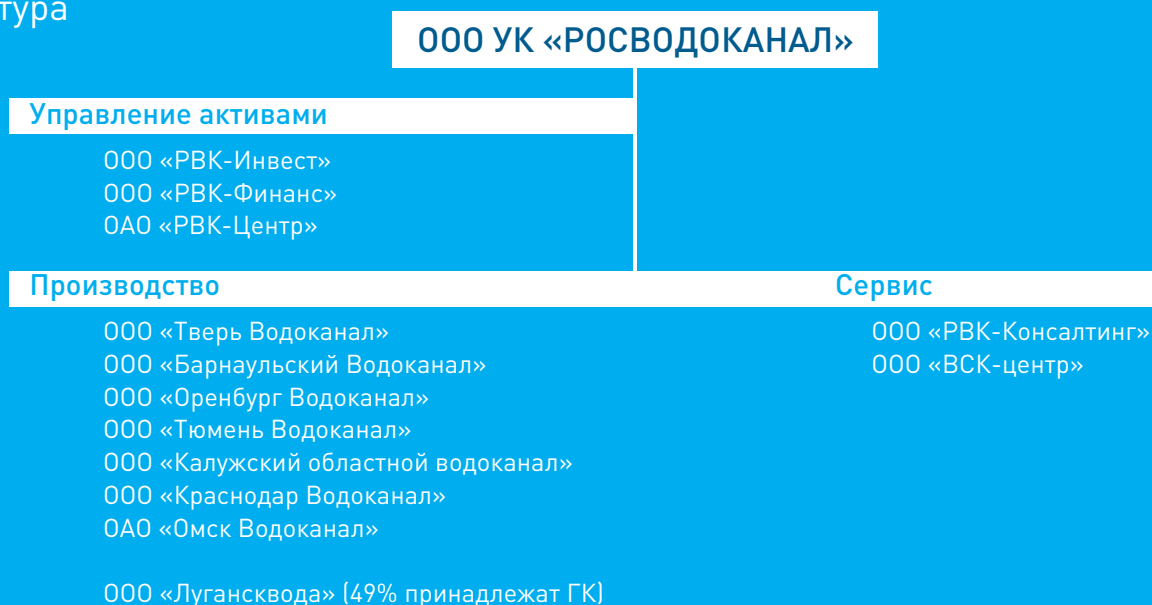 ООО УК «РОСВОДОКАНАЛ»
Управление активами
ООО «РВК-Инвест»
ООО «РВК-Финанс»
ОАО «РВК-Центр»
Производство
ООО «Тверь Водоканал»
ООО «Барнаульский Водоканал»
ООО «Оренбург Водоканал»
ООО «Тюмень Водоканал»
ООО «Калужский областной водоканал»
ООО «Краснодар Водоканал»
ОАО «Омск Водоканал»
ООО «Лугансквода» (49% принадлежат ГК)
Сервис
ООО «РВК-Консалтинг»
ООО «ВСК-центр»